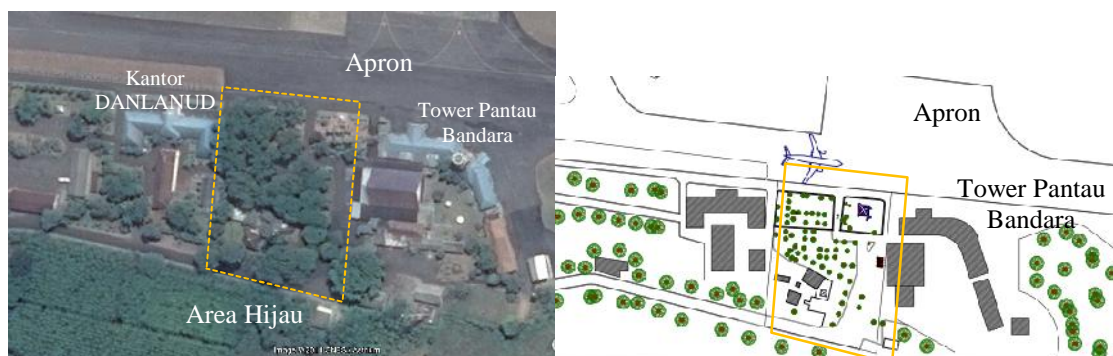 Apron
Kantor
DANLANUD
Tower Pantau
Bandara
Area Hijau
Apron
Tower Pantau
Bandara